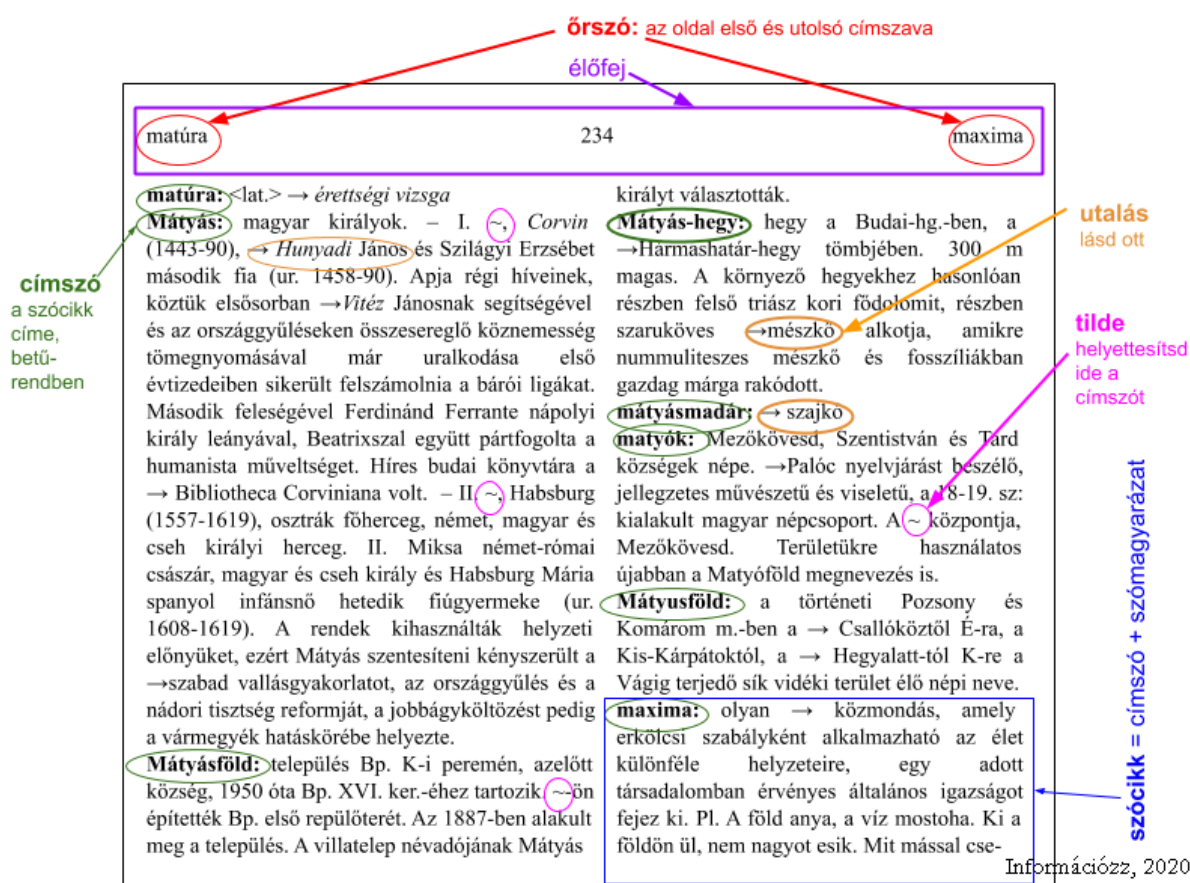 őrszó: az oldal első és utolsó címszava
élőfej
matúra 234 maxima
matúra: <lat.> → érettségi vizsga
Mátyás: magyar királyok. – I. ~, Corvin
(1443-90), → Hunyadi János és Szilágyi Erzsébet
második fia (ur. 1458-90). Apja régi híveinek,
köztük elsősorban →Vitéz Jánosnak segítségével
és az országgyűléseken összesereglő köznemesség
tömegnyomásával már uralkodása első
évtizedeiben sikerült felszámolnia a bárói ligákat.
Második feleségével Ferdinánd Ferrante nápolyi
király leányával, Beatrixszal együtt pártfogolta a
humanista műveltséget. Híres budai könyvtára a
→ Bibliotheca Corviniana volt. – II. ~, Habsburg
(1557-1619), osztrák főherceg, német, magyar és
cseh királyi herceg. II. Miksa német-római
császár, magyar és cseh király és Habsburg Mária
spanyol infánsnő hetedik fiúgyermeke (ur.
1608-1619). A rendek kihasználták helyzeti
előnyüket, ezért Mátyás szentesíteni kényszerült a
→szabad vallásgyakorlatot, az országgyűlés és a
nádori tisztség reformját, a jobbágyköltözést pedig
a vármegyék hatáskörébe helyezte.
Mátyásföld: település Bp. K-i peremén, azelőtt
község, 1950 óta Bp. XVI. ker.-éhez tartozik. ~-ön
építették Bp. első repülőterét. Az 1887-ben alakult
meg a település. A villatelep névadójának Mátyás
királyt választották.
Mátyás-hegy: hegy a Budai-hg.-ben, a
→Hármashatár-hegy tömbjében. 300 m
magas. A környező hegyekhez hasonlóan
részben felső triász kori fődolomit, részben
szaruköves →mészkő alkotja, amikre
nummuliteszes mészkő és fosszíliákban
gazdag márga rakódott.
mátyásmadár: → szajkó
matyók: Mezőkövesd, Szentistván és Tard
községek népe. →Palóc nyelvjárást beszélő,
jellegzetes művészetű és viseletű, a 18-19. sz:
kialakult magyar népcsoport. A ~ központja,
Mezőkövesd. Területükre használatos
újabban a Matyóföld megnevezés is.
Mátyusföld: a történeti Pozsony és
Komárom m.-ben a → Csallóköztől É-ra, a
Kis-Kárpátoktól, a → Hegyalatt-tól K-re a
Vágig terjedő sík vidéki terület élő népi neve.
maxima: olyan → közmondás, amely
erkölcsi szabályként alkalmazható az élet
különféle helyzeteire, egy adott
társadalomban érvényes általános igazságot
fejez ki. Pl. A föld anya, a víz mostoha. Ki a
földön ül, nem nagyot esik. Mit mással cse-
címszó
a szócikk
címe,
betű-
rendben
utalás
lásd ott
tilde
helyettesítsd
ide a
címszót
szócikk = címszó + szómagyarázat
Információzz, 2020